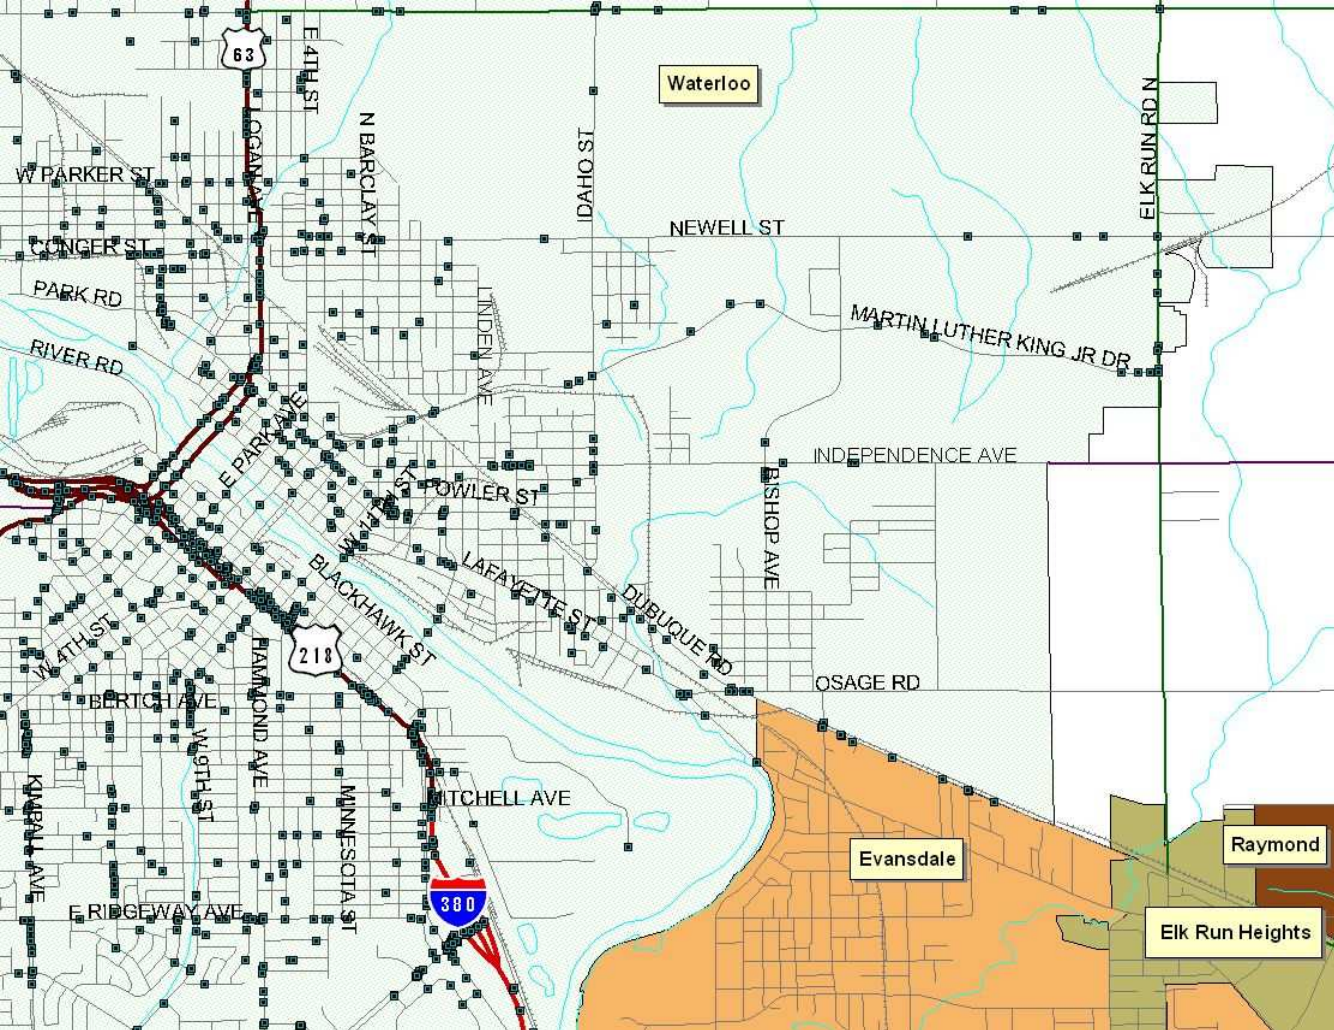 63
E 4TH ST
Waterloo
LOGAN AVE
N BARCLAY ST
IDAHO ST
ELK RUN RD N
W PARKER ST
NEWELL ST
CONGER ST
PARK RD
LINDEN AVE
MARTIN LUTHER KING JR DR
RIVER RD
E PARK AVE
INDEPENDENCE AVE
W 11TH ST
FOWLER ST
BISHOP AVE
BLACKHAWK ST
LAFAYETTE ST
DUBUQUE RD
W 4TH ST
HAMMOND AVE
218
OSAGE RD
BERTCH AVE
W 9TH ST
KIMBALL AVE
MINNESOTA ST
MITCHELL AVE
Evansdale
Raymond
380
E RIDGEWAY AVE
Elk Run Heights